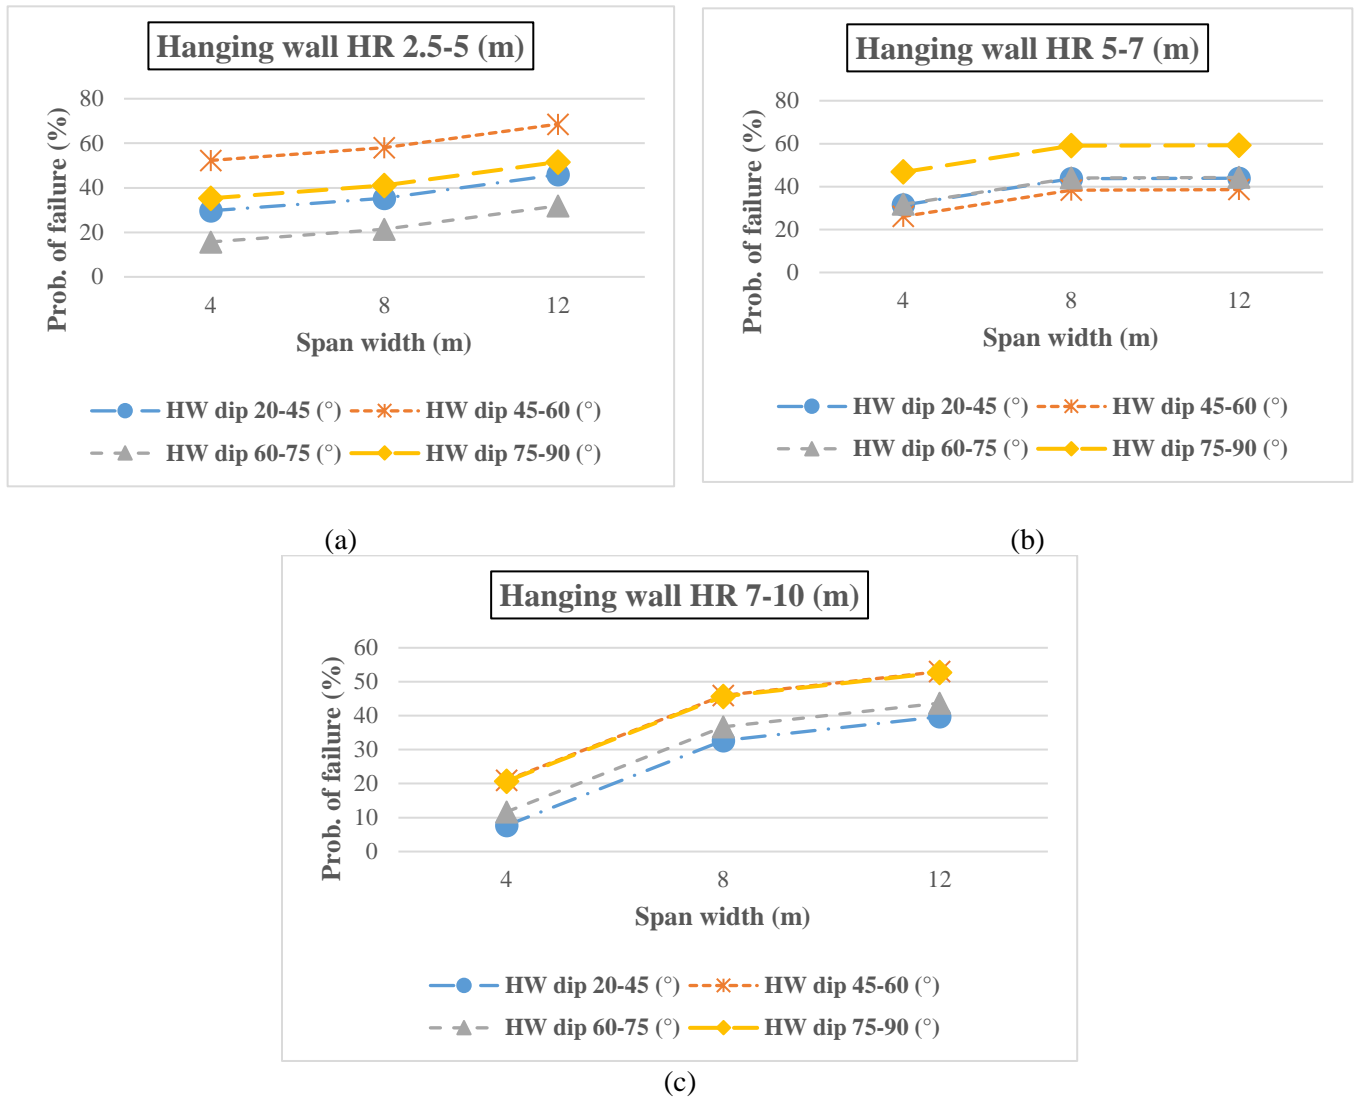 Hanging wall HR 2.5-5 (m)
Prob. of failure (%)
80
60
40
20
0
4 8 12
Span width (m)
HW dip 20-45 (°) HW dip 45-60 (°)
HW dip 60-75 (°) HW dip 75-90 (°)
(a)
Hanging wall HR 5-7 (m)
Prob. of failure (%)
80
60
40
20
0
4 8 12
Span width (m)
HW dip 20-45 (°) HW dip 45-60 (°)
HW dip 60-75 (°) HW dip 75-90 (°)
(b)
Hanging wall HR 7-10 (m)
Prob. of failure (%)
60
50
40
30
20
10
0
4 8 12
Span width (m)
HW dip 20-45 (°) HW dip 45-60 (°)
HW dip 60-75 (°) HW dip 75-90 (°)
(c)